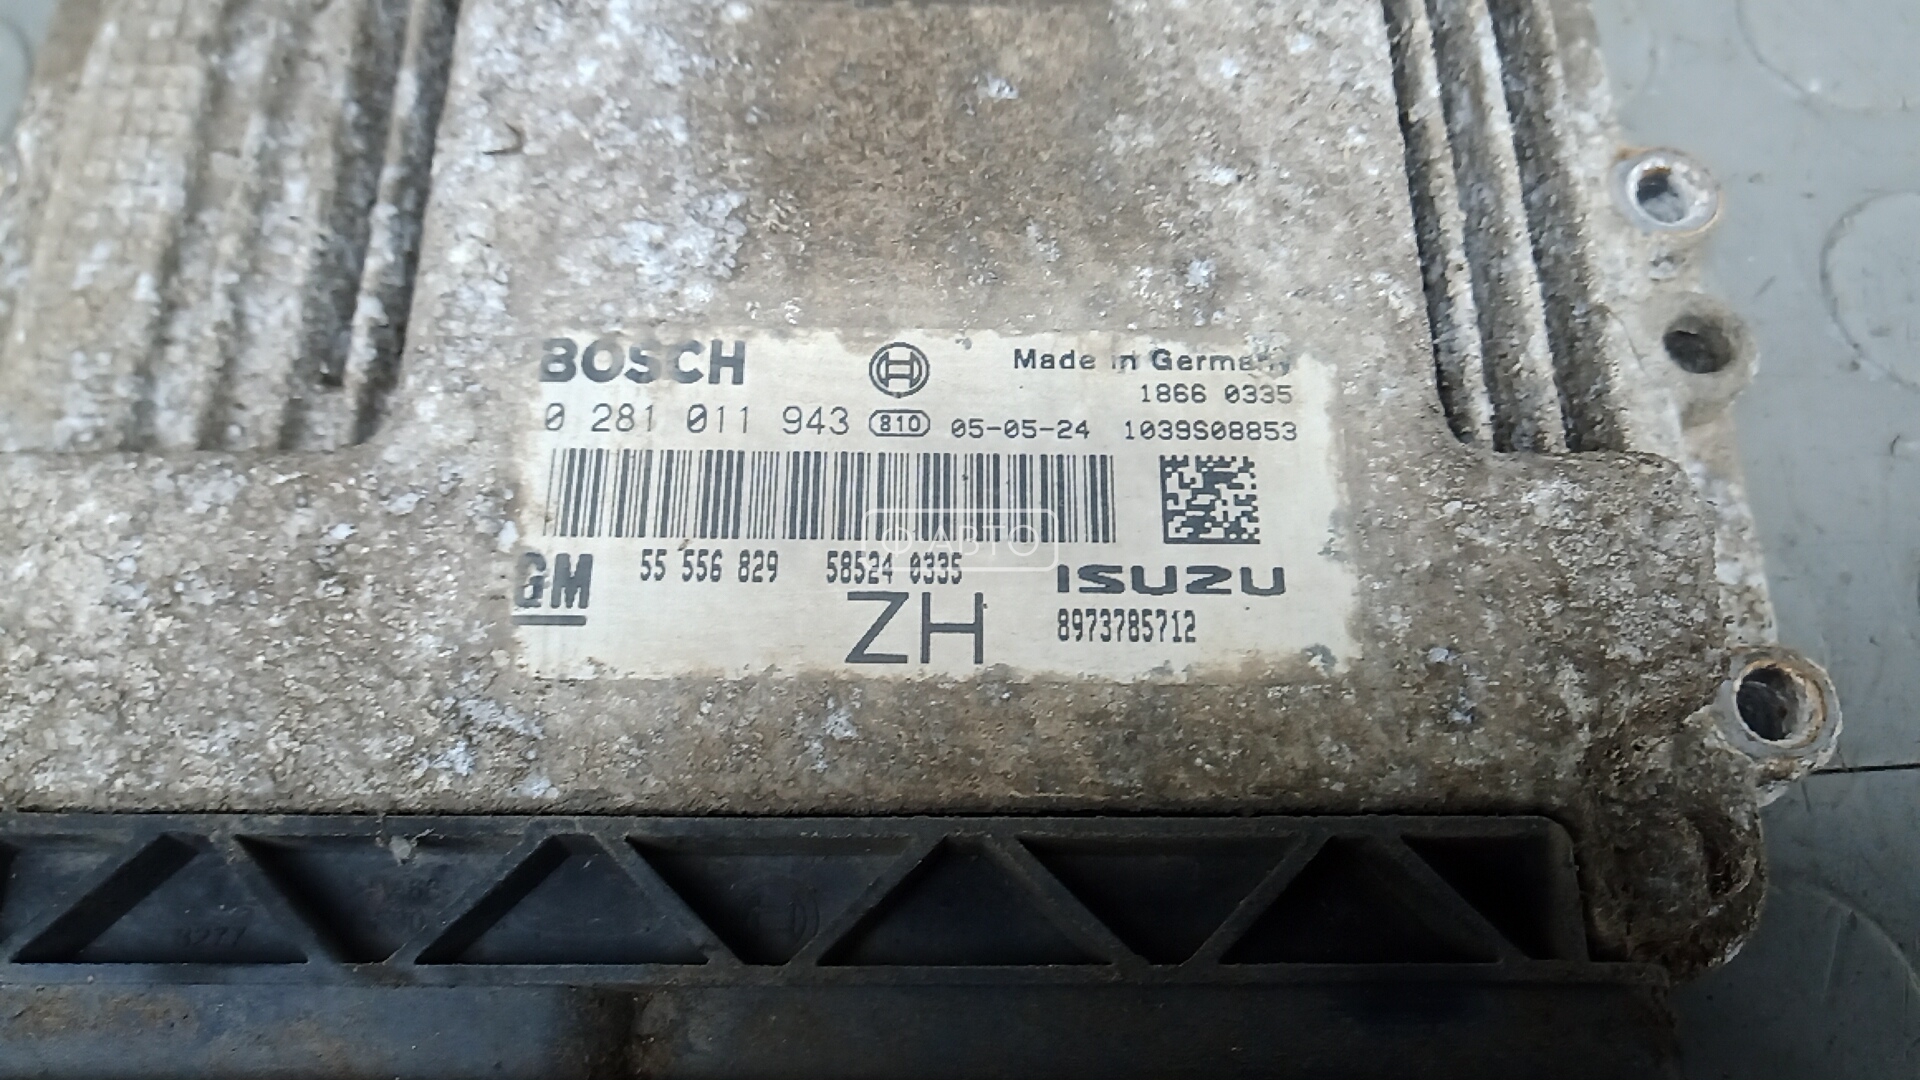 BOSCH Made in Germany
1866 0335
0 281 011 943 810 05-05-24 1039S08853
GM 55 556 829 58524 0335 ISUZU
ZH 8973785712
АВТО